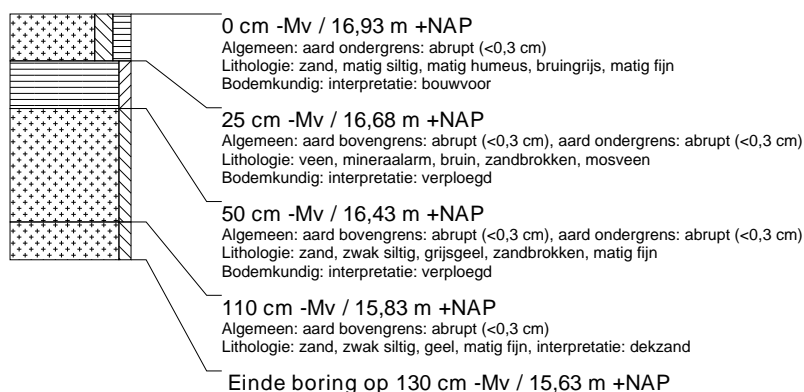 0 cm -Mv / 16,93 m +NAP
Algemeen: aard ondergrens: abrupt (<0,3 cm)
Lithologie: zand, matig siltig, matig humeus, bruingrijs, matig fijn
Bodemkundig: interpretatie: bouwvoor
25 cm -Mv / 16,68 m +NAP
Algemeen: aard bovengrens: abrupt (<0,3 cm), aard ondergrens: abrupt (<0,3 cm)
Lithologie: veen, mineraalarm, bruin, zandbrokken, mosveen
Bodemkundig: interpretatie: verploegd
50 cm -Mv / 16,43 m +NAP
Algemeen: aard bovengrens: abrupt (<0,3 cm), aard ondergrens: abrupt (<0,3 cm)
Lithologie: zand, zwak siltig, grijsgeel, zandbrokken, matig fijn
Bodemkundig: interpretatie: verploegd
110 cm -Mv / 15,83 m +NAP
Algemeen: aard bovengrens: abrupt (<0,3 cm)
Lithologie: zand, zwak siltig, geel, matig fijn, interpretatie: dekzand
Einde boring op 130 cm -Mv / 15,63 m +NAP